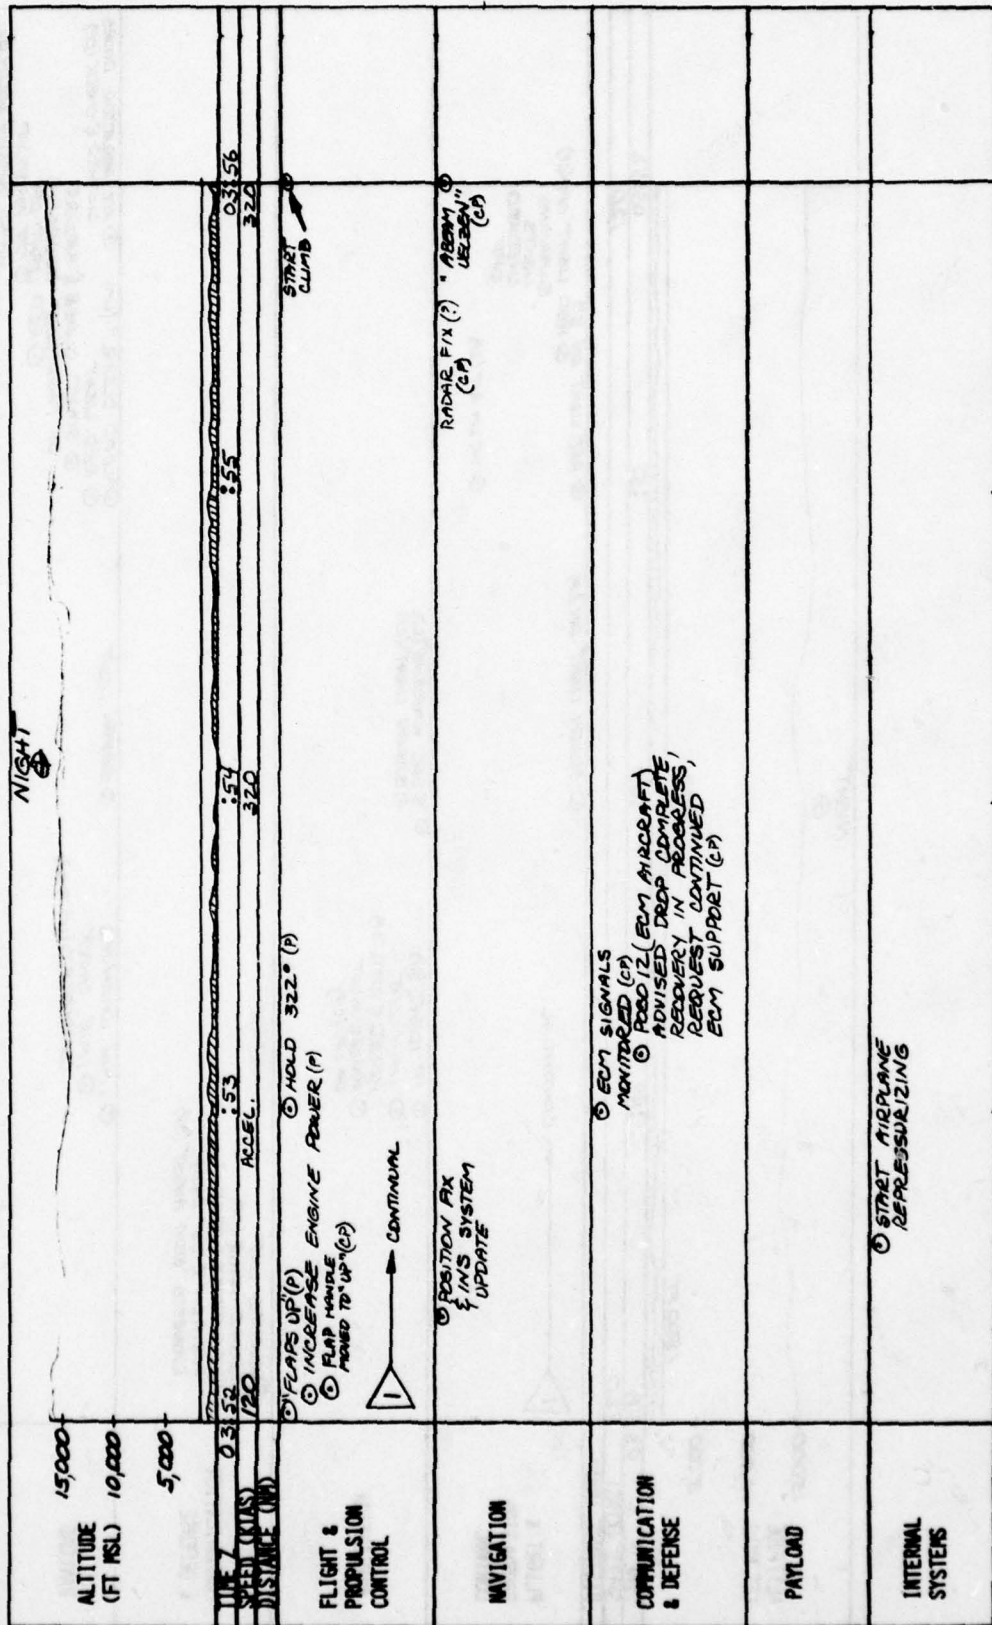 NIGHT
ALTITUDE
(FT MSL)
15,000
10,000
5,000
TIME Z
03:52
:53
:54
:55
03:56
SPEED (KIAS)
120
ACCEL.
320
320
DISTANCE (NM)
FLIGHT &
PROPULSION
CONTROL
"FLAPS UP" (P)
INCREASE ENGINE POWER (P)
FLAP HANDLE
MOVED TO "UP" (CP)
1
CONTINUAL
HOLD 322° (P)
START
CLIMB
NAVIGATION
POSITION FIX
& INS SYSTEM
UPDATE
RADAR FIX (?)
(CP)
"ABEAM
UELZEN"
(CP)
COMMUNICATION
& DEFENSE
ECM SIGNALS
MONITORED (CP)
POGO 12 (ECM AIRCRAFT)
ADVISED DROP COMPLETE,
RECOVERY IN PROGRESS,
REQUEST CONTINUED
ECM SUPPORT (CP)
PAYLOAD
INTERNAL
SYSTEMS
START AIRPLANE
REPRESSURIZING